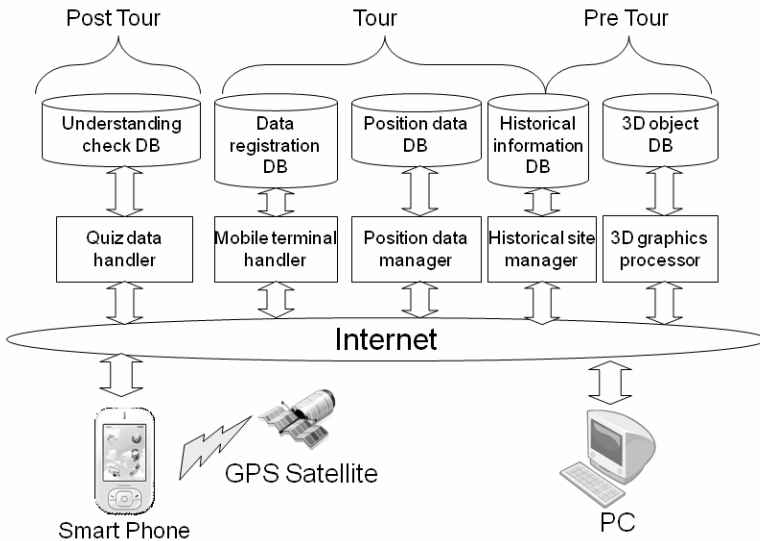 Post Tour
Tour
Pre Tour
Understanding
check DB
Data
registration
DB
Position data
DB
Historical
information
DB
3D object
DB
Quiz data
handler
Mobile terminal
handler
Position data
manager
Historical site
manager
3D graphics
processor
Internet
GPS Satellite
Smart Phone
PC